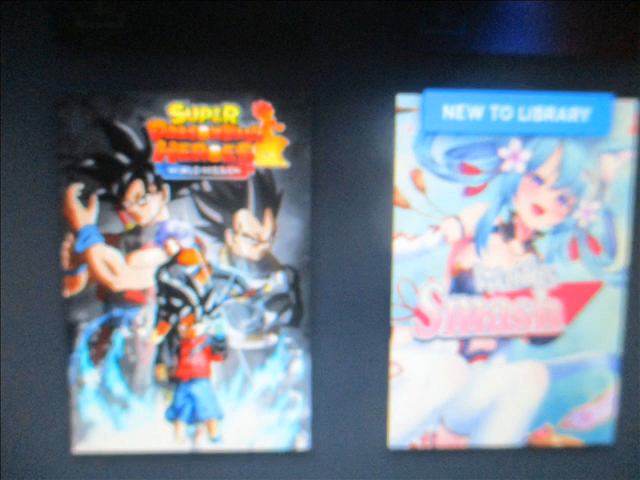 SUPER
DRAGON BALL
HEROES
WORLD MISSION
NEW TO LIBRARY
Smash